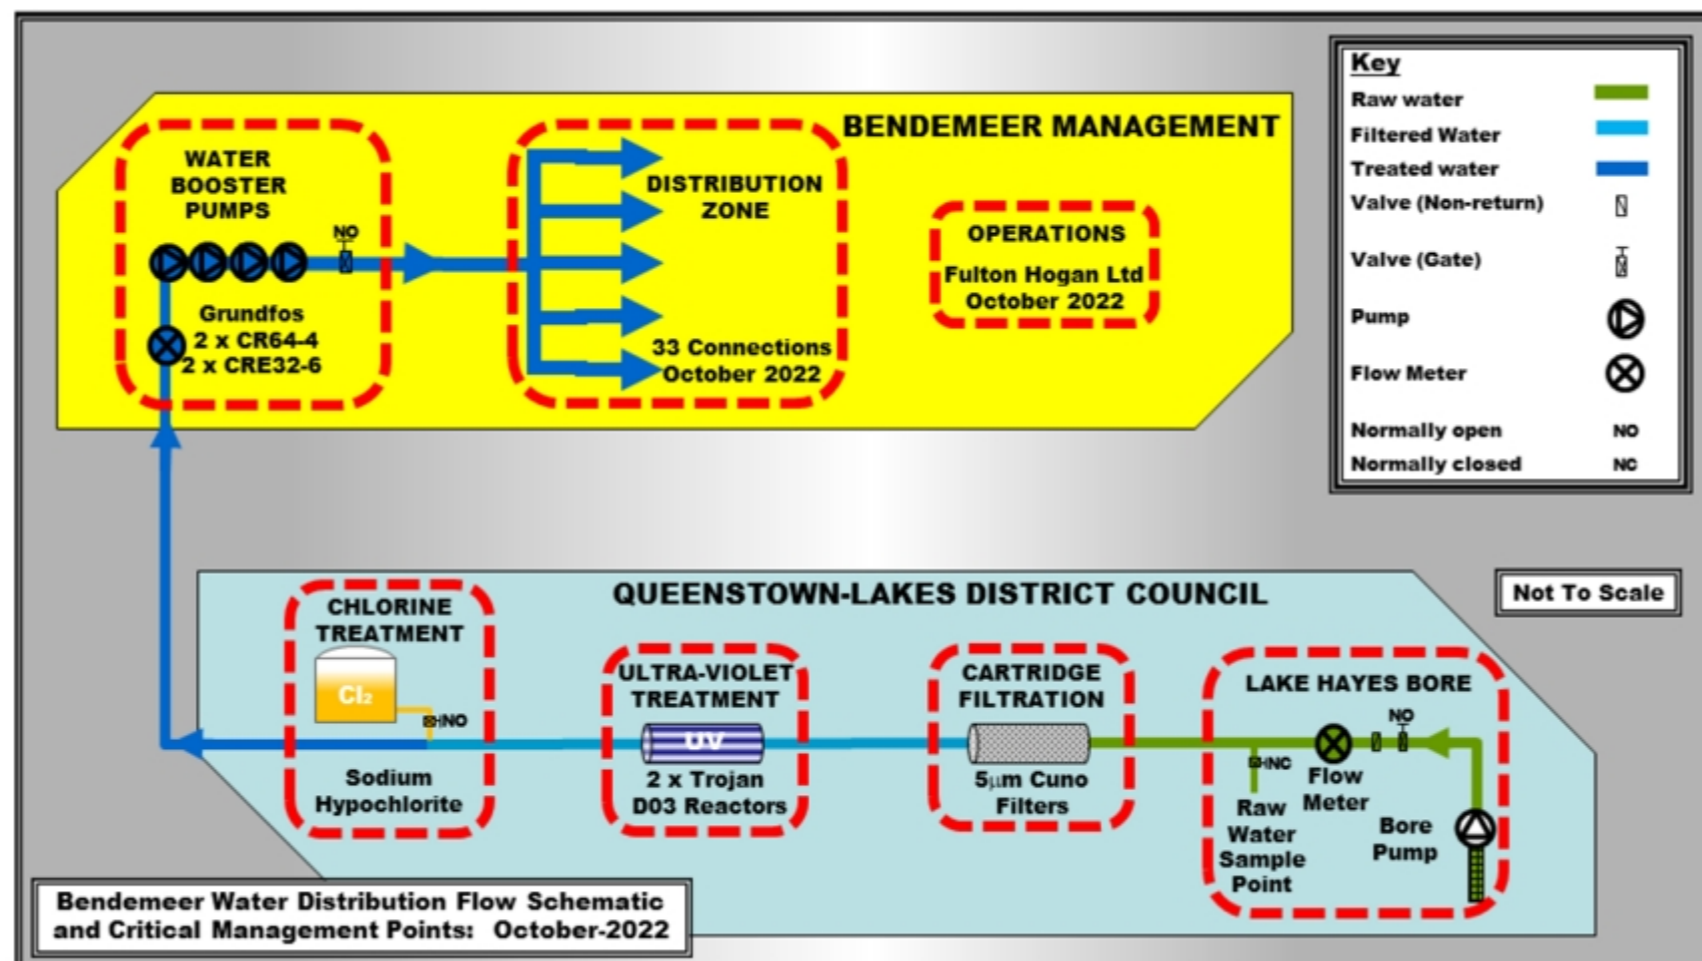 BENDEMEER MANAGEMENT
WATER
BOOSTER
PUMPS
NO
Grundfos
2 x CR64-4
2 x CRE32-6
DISTRIBUTION
ZONE
33 Connections
October 2022
OPERATIONS
Fulton Hogan Ltd
October 2022
Key
Raw water
Filtered Water
Treated water
Valve (Non-return)
Valve (Gate)
Pump
Flow Meter
Normally open NO
Normally closed NC
Not To Scale
QUEENSTOWN-LAKES DISTRICT COUNCIL
CHLORINE
TREATMENT
Cl₂
NO
Sodium
Hypochlorite
ULTRA-VIOLET
TREATMENT
UV
2 x Trojan
D03 Reactors
CARTRIDGE
FILTRATION
5µm Cuno
Filters
LAKE HAYES BORE
NO
NC
Flow
Meter
Raw
Water
Sample
Point
Bore
Pump
Bendemeer Water Distribution Flow Schematic
and Critical Management Points: October-2022